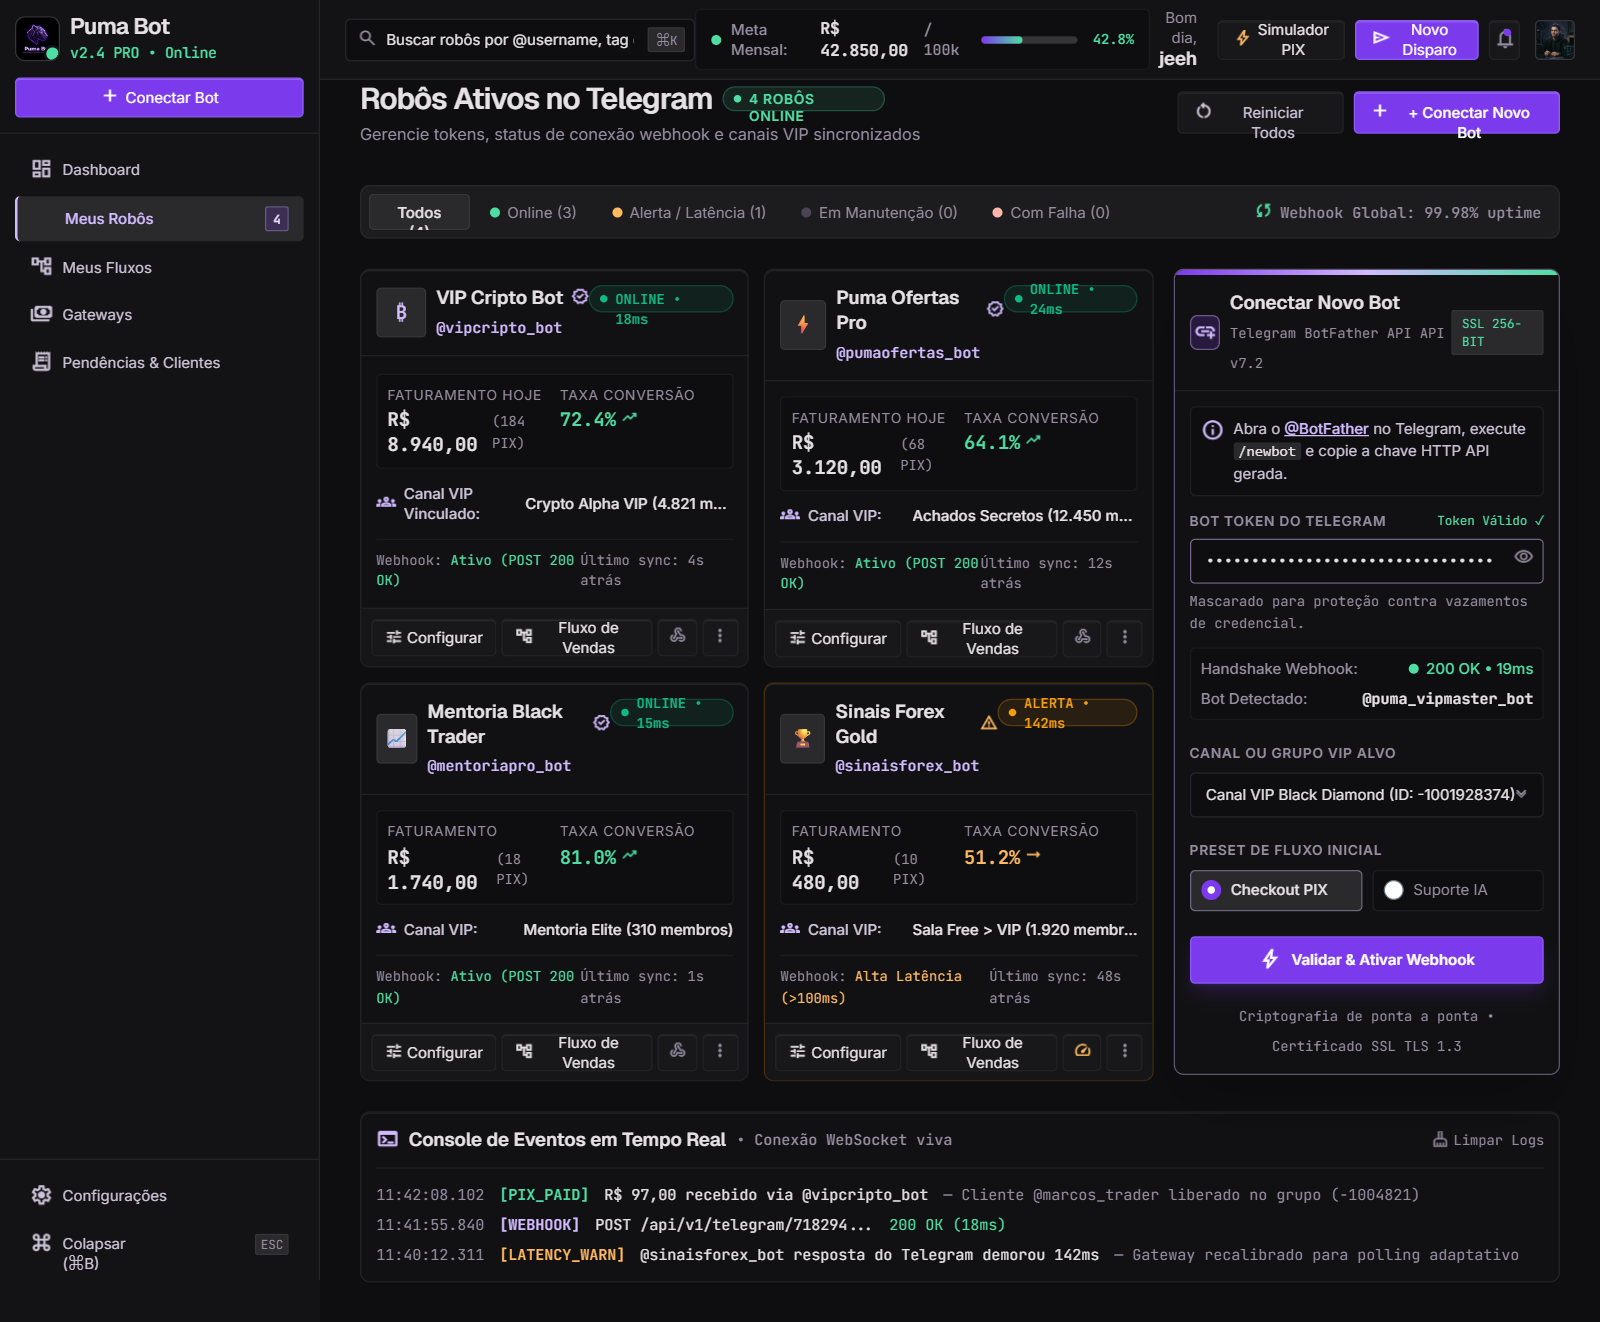 Puma Bot
v2.4 PRO • Online
Conectar Bot
Dashboard
Meus Robôs
4
Meus Fluxos
Gateways
Pendências & Clientes
Configurações
Colapsar
(⌘B)
ESC
Buscar robôs por @username, tag
⌘K
Meta
Mensal:
R$
42.850,00
/
100k
42.8%
Bom
dia,
jeeh
Simulador
PIX
Novo
Disparo
Robôs Ativos no Telegram
4 ROBÔS
ONLINE
Gerencie tokens, status de conexão webhook e canais VIP sincronizados
Reiniciar
Todos
+ Conectar Novo
Bot
Todos
(4)
Online (3)
Alerta / Latência (1)
Em Manutenção (0)
Com Falha (0)
Webhook Global: 99.98% uptime
VIP Cripto Bot
@vipcripto_bot
ONLINE •
18ms
FATURAMENTO HOJE
R$
8.940,00
(184
PIX)
TAXA CONVERSÃO
72.4%
Canal VIP
Vinculado:
Crypto Alpha VIP (4.821 m...
Webhook: Ativo (POST 200
OK)
Último sync: 4s
atrás
Configurar
Fluxo de
Vendas
Puma Ofertas
Pro
@pumaofertas_bot
ONLINE •
24ms
FATURAMENTO HOJE
R$
3.120,00
(68
PIX)
TAXA CONVERSÃO
64.1%
Canal VIP:
Achados Secretos (12.450 m...
Webhook: Ativo (POST 200
OK)
Último sync: 12s
atrás
Configurar
Fluxo de
Vendas
Mentoria Black
Trader
@mentoriapro_bot
ONLINE •
15ms
FATURAMENTO
R$
1.740,00
(18
PIX)
TAXA CONVERSÃO
81.0%
Canal VIP:
Mentoria Elite (310 membros)
Webhook: Ativo (POST 200
OK)
Último sync: 1s
atrás
Configurar
Fluxo de
Vendas
Sinais Forex
Gold
@sinaisforex_bot
ALERTA •
142ms
FATURAMENTO
R$
480,00
(10
PIX)
TAXA CONVERSÃO
51.2%
Canal VIP:
Sala Free > VIP (1.920 membr...
Webhook: Alta Latência
(>100ms)
Último sync: 48s
atrás
Configurar
Fluxo de
Vendas
Conectar Novo Bot
Telegram BotFather API API
v7.2
SSL 256-
BIT
Abra o @BotFather no Telegram, execute
/newbot e copie a chave HTTP API
gerada.
BOT TOKEN DO TELEGRAM
Token Válido ✓
Mascarado para proteção contra vazamentos
de credencial.
Handshake Webhook:
200 OK • 19ms
Bot Detectado:
@puma_vipmaster_bot
CANAL OU GRUPO VIP ALVO
Canal VIP Black Diamond (ID: -1001928374)
PRESET DE FLUXO INICIAL
Checkout PIX
Suporte IA
Validar & Ativar Webhook
Criptografia de ponta a ponta •
Certificado SSL TLS 1.3
Console de Eventos em Tempo Real • Conexão WebSocket viva
Limpar Logs
11:42:08.102 [PIX_PAID] R$ 97,00 recebido via @vipcripto_bot — Cliente @marcos_trader liberado no grupo (-1004821)
11:41:55.840 [WEBHOOK] POST /api/v1/telegram/718294... 200 OK (18ms)
11:40:12.311 [LATENCY_WARN] @sinaisforex_bot resposta do Telegram demorou 142ms — Gateway recalibrado para polling adaptativo